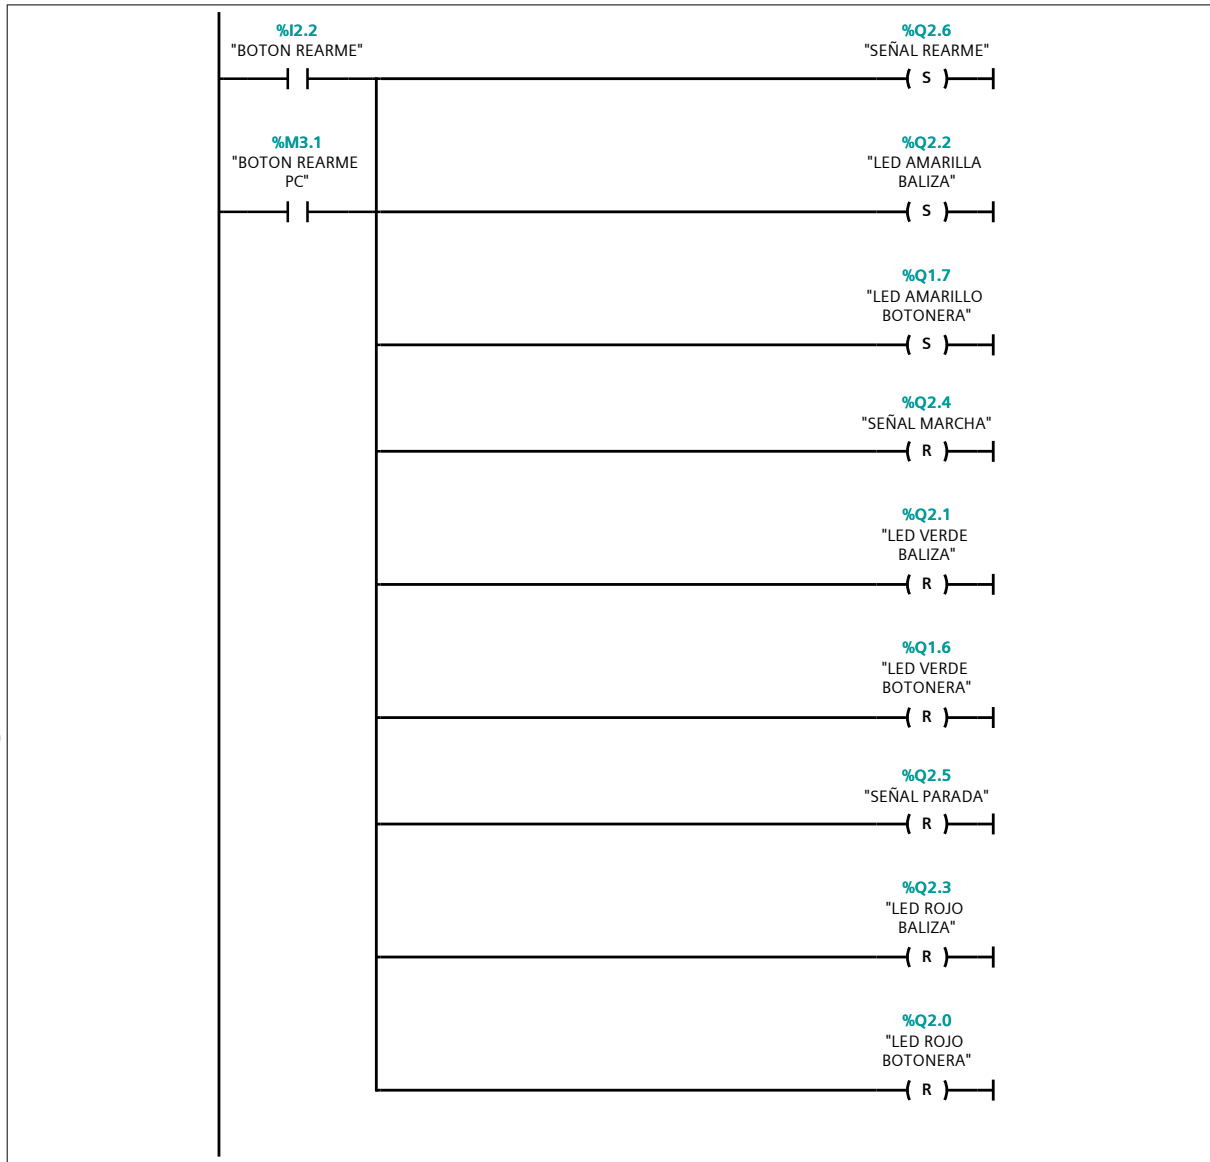 %I2.2
"BOTON REARME"
%Q2.6
"SEÑAL REARME"
( S )
%M3.1
"BOTON REARME
PC"
%Q2.2
"LED AMARILLA
BALIZA"
( S )
%Q1.7
"LED AMARILLO
BOTONERA"
( S )
%Q2.4
"SEÑAL MARCHA"
( R )
%Q2.1
"LED VERDE
BALIZA"
( R )
%Q1.6
"LED VERDE
BOTONERA"
( R )
%Q2.5
"SEÑAL PARADA"
( R )
%Q2.3
"LED ROJO
BALIZA"
( R )
%Q2.0
"LED ROJO
BOTONERA"
( R )